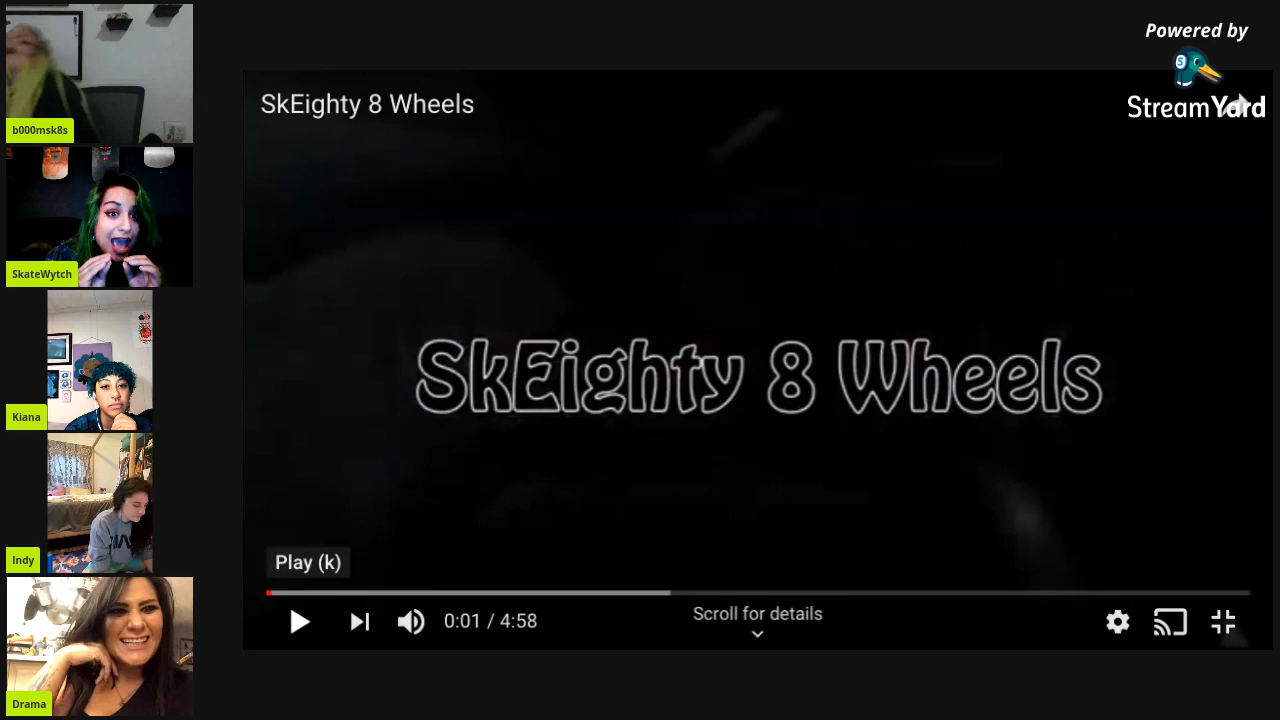 Powered by
StreamYard
b000msk8s
SkateWytch
Kiana
Indy
Drama
SkEighty 8 Wheels
SkEighty 8 Wheels
Play (k)
0:01 / 4:58
Scroll for details